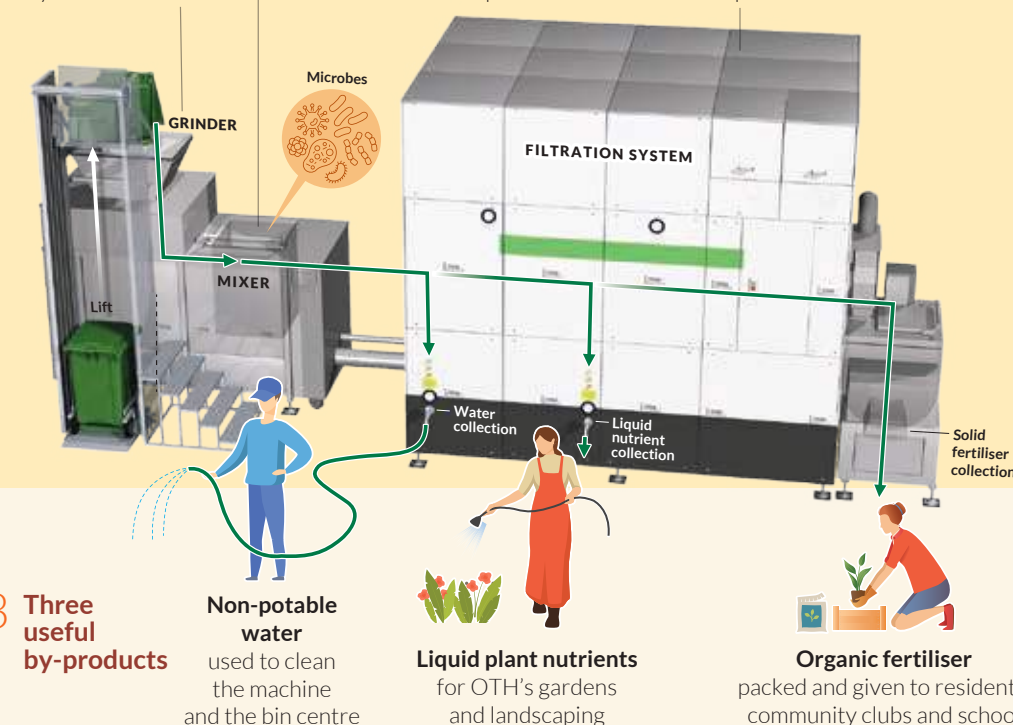 Microbes
GRINDER
FILTRATION SYSTEM
MIXER
Lift
Water
collection
Liquid
nutrient
collection
Solid
fertiliser
collection
3 Three
useful
by-products
Non-potable
water
used to clean
the machine
and the bin centre
Liquid plant nutrients
for OTH's gardens
and landscaping
Organic fertiliser
packed and given to resident
community clubs and schoo